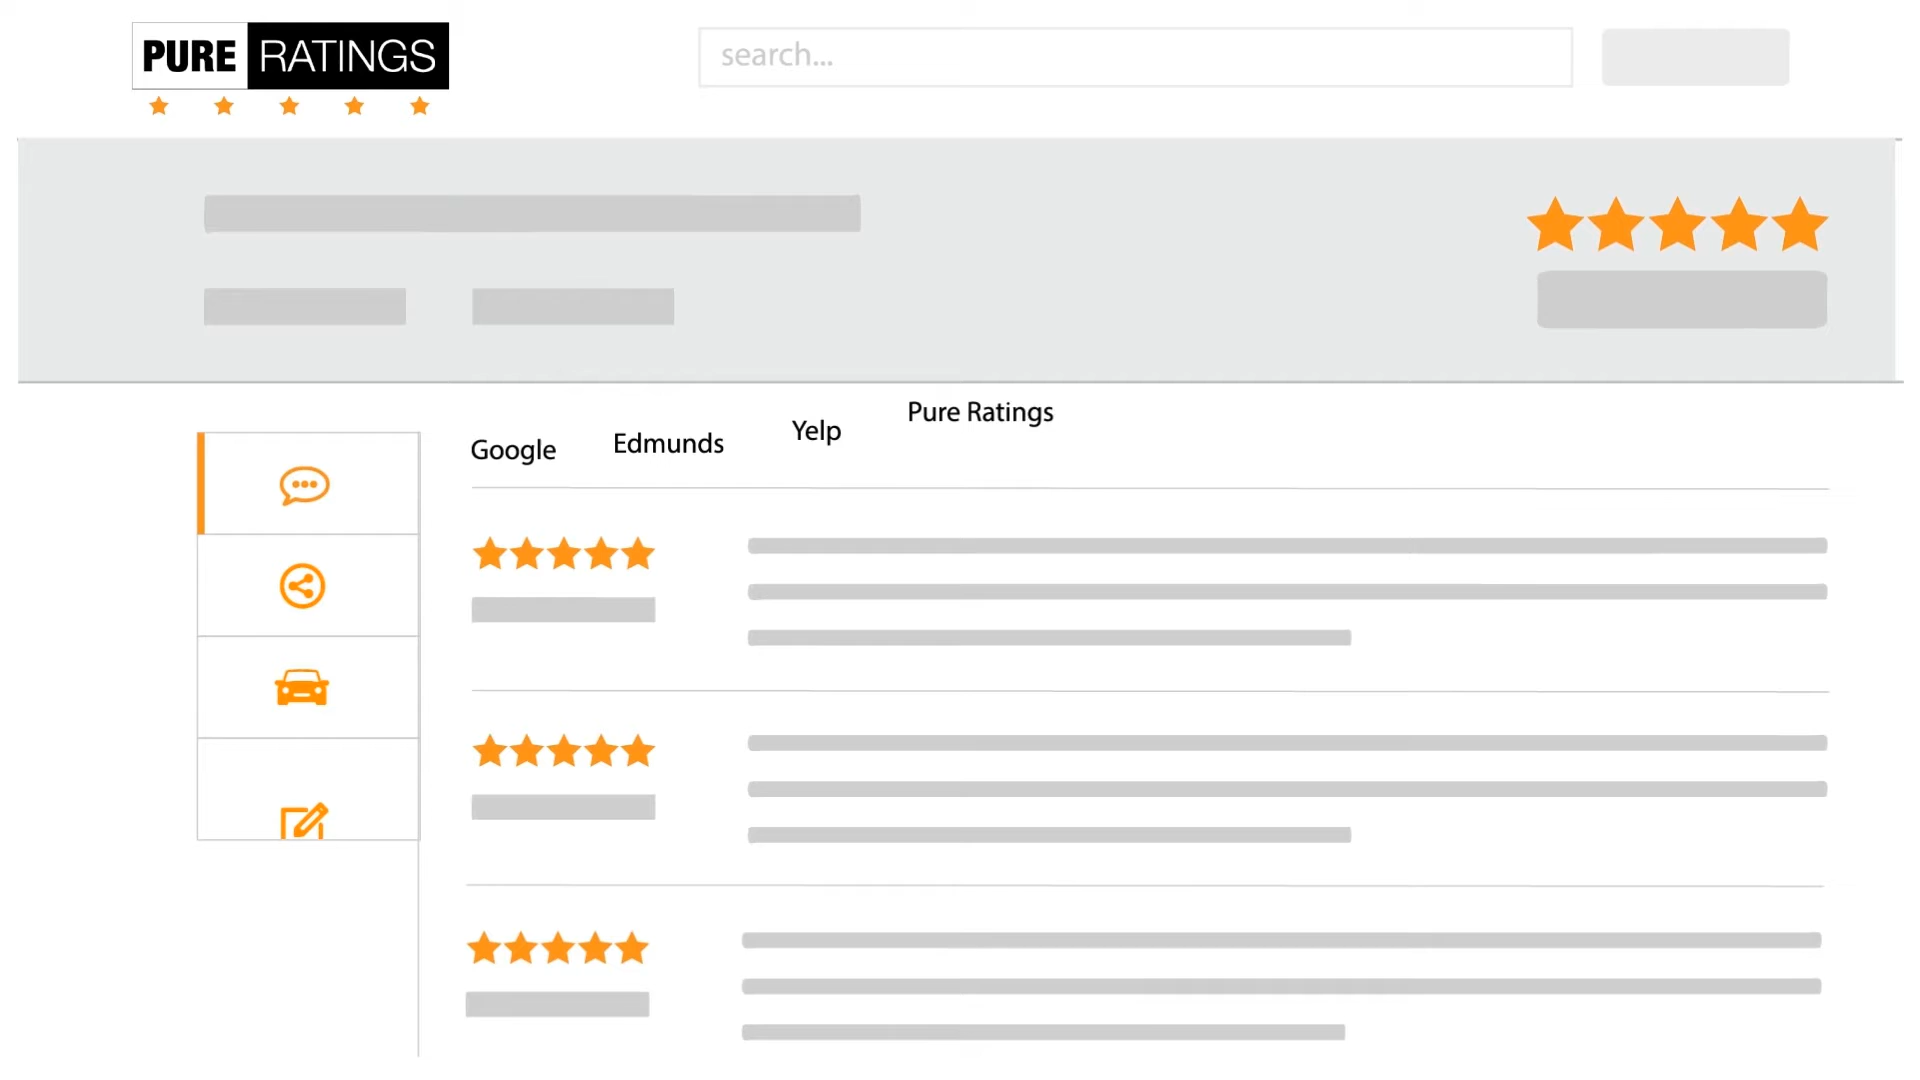 PURE RATINGS
search...
Google
Edmunds
Yelp
Pure Ratings